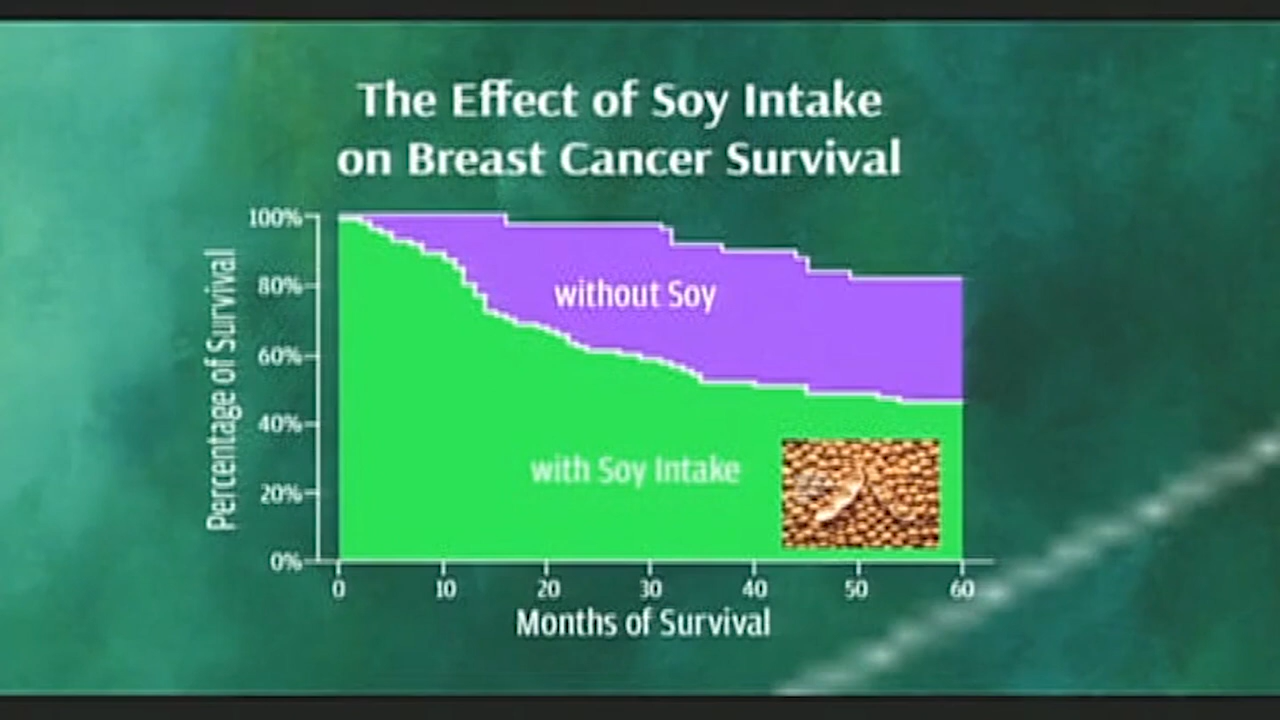 The Effect of Soy Intake
on Breast Cancer Survival
Percentage of Survival
100%
80%
60%
40%
20%
0%
without Soy
with Soy Intake
0 10 20 30 40 50 60
Months of Survival